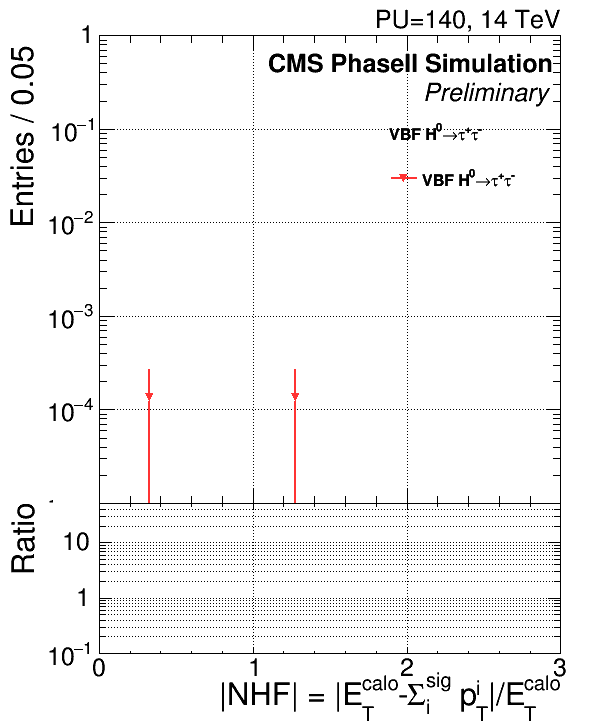 PU=140, 14 TeV
1
CMS PhaseII Simulation
Preliminary
Entries / 0.05
10⁻¹
VBF H⁰→τ⁺τ⁻
VBF H⁰→τ⁺τ⁻
10⁻²
10⁻³
10⁻⁴
Ratio
10
1
10⁻¹
0 1 2 3
|NHF| = |E_T^calo-Σ_i^sig p_T^i|/E_T^calo